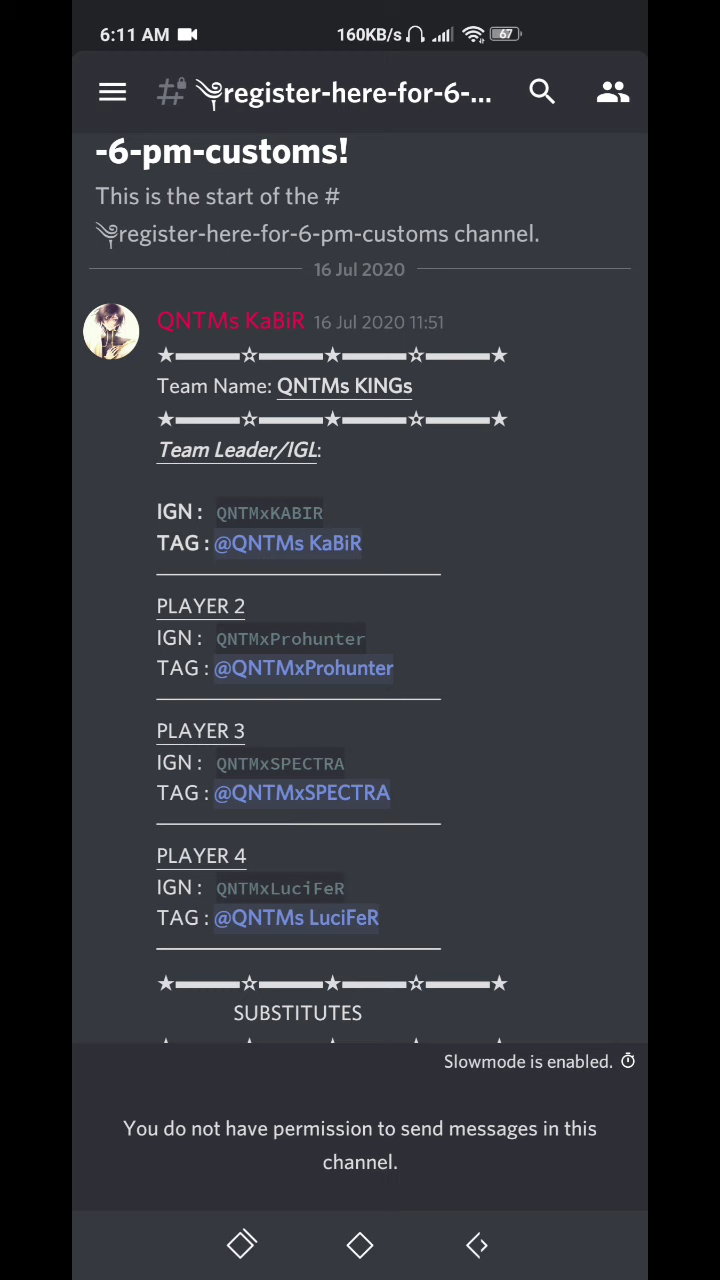 6:11 AM 160KB/s 67
# ༆register-here-for-6-...
-6-pm-customs!
This is the start of the #
༆register-here-for-6-pm-customs channel.
16 Jul 2020
QNTMs KaBiR 16 Jul 2020 11:51
★▬▬▬▬☆▬▬▬▬★▬▬▬▬☆▬▬▬▬★
Team Name: QNTMs KINGs
★▬▬▬▬☆▬▬▬▬★▬▬▬▬☆▬▬▬▬★
Team Leader/IGL:
IGN : QNTMxKABIR
TAG : @QNTMs KaBiR
PLAYER 2
IGN : QNTMxProhunter
TAG : @QNTMxProhunter
PLAYER 3
IGN : QNTMxSPECTRA
TAG : @QNTMxSPECTRA
PLAYER 4
IGN : QNTMxLuciFeR
TAG : @QNTMs LuciFeR
★▬▬▬▬☆▬▬▬▬★▬▬▬▬☆▬▬▬▬★
SUBSTITUTES
Slowmode is enabled.
You do not have permission to send messages in this
channel.